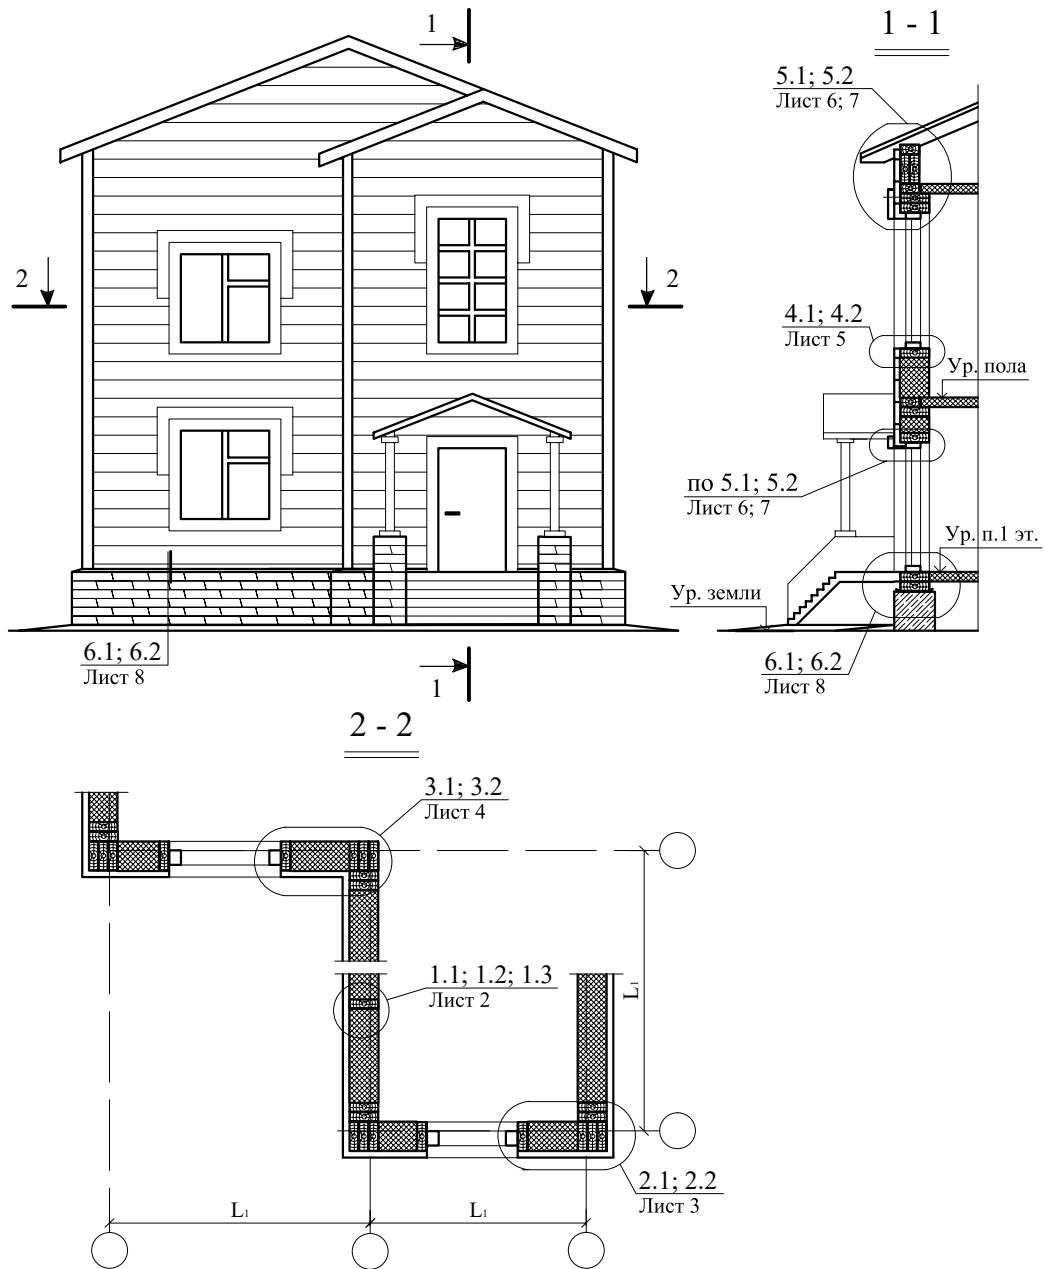 1
1 - 1
5.1; 5.2
Лист 6; 7
2
2
4.1; 4.2
Лист 5
Ур. пола
по 5.1; 5.2
Лист 6; 7
Ур. п.1 эт.
Ур. земли
6.1; 6.2
Лист 8
1
6.1; 6.2
Лист 8
2 - 2
3.1; 3.2
Лист 4
1.1; 1.2; 1.3
Лист 2
L1
2.1; 2.2
Лист 3
L1
L1